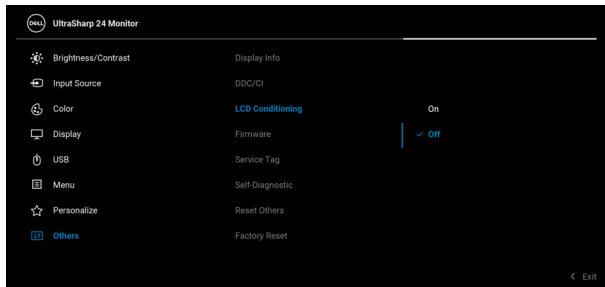 DELL UltraSharp 24 Monitor
Brightness/Contrast Display Info
Input Source DDC/CI
Color LCD Conditioning On
Display Firmware Off
USB Service Tag
Menu Self-Diagnostic
Personalize Reset Others
Others Factory Reset
Exit